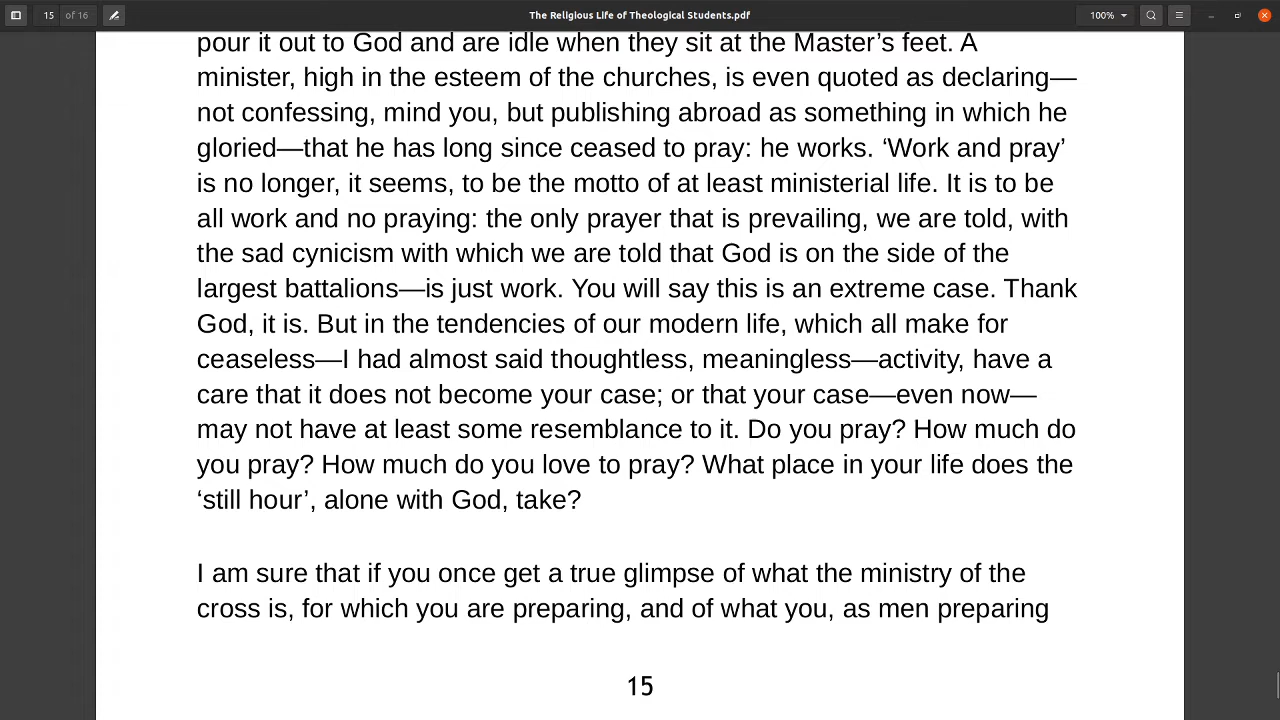 15 of 16
The Religious Life of Theological Students.pdf
100%
pour it out to God and are idle when they sit at the Master’s feet. A
minister, high in the esteem of the churches, is even quoted as declaring—
not confessing, mind you, but publishing abroad as something in which he
gloried—that he has long since ceased to pray: he works. ‘Work and pray’
is no longer, it seems, to be the motto of at least ministerial life. It is to be
all work and no praying: the only prayer that is prevailing, we are told, with
the sad cynicism with which we are told that God is on the side of the
largest battalions—is just work. You will say this is an extreme case. Thank
God, it is. But in the tendencies of our modern life, which all make for
ceaseless—I had almost said thoughtless, meaningless—activity, have a
care that it does not become your case; or that your case—even now—
may not have at least some resemblance to it. Do you pray? How much do
you pray? How much do you love to pray? What place in your life does the
‘still hour’, alone with God, take?
I am sure that if you once get a true glimpse of what the ministry of the
cross is, for which you are preparing, and of what you, as men preparing
15